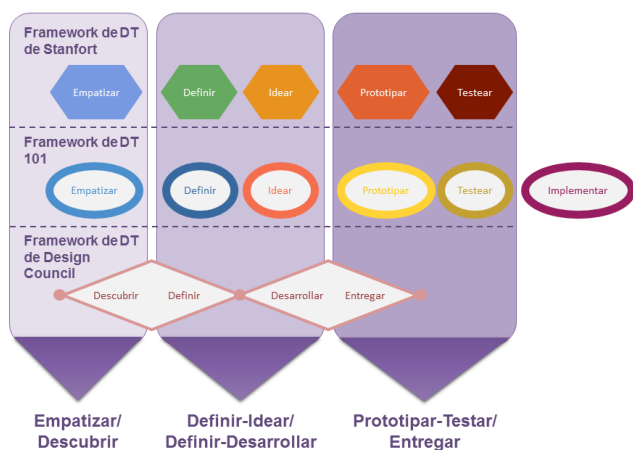 Framework de DT
de Stanfort
Empatizar
Definir
Idear
Prototipar
Testear
Framework de DT
101
Empatizar
Definir
Idear
Prototipar
Testear
Implementar
Framework de DT
de Design
Council
Descubrir
Definir
Desarrollar
Entregar
Empatizar/
Descubrir
Definir-Idear/
Definir-Desarrollar
Prototipar-Testar/
Entregar